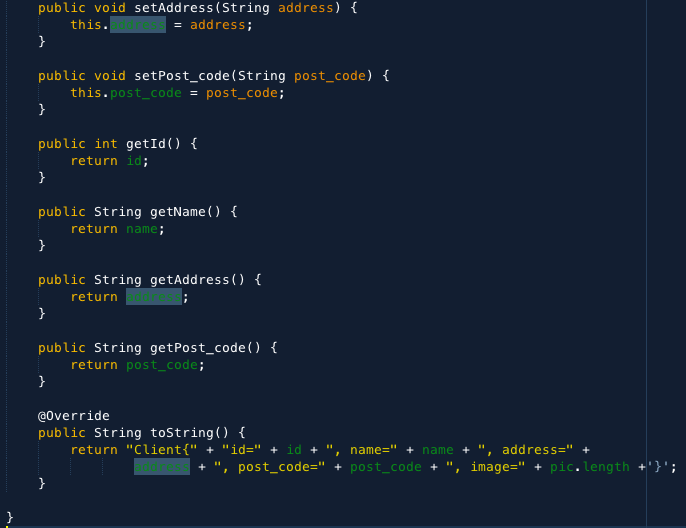 public void setAddress(String address) {
this.address = address;
}
public void setPost_code(String post_code) {
this.post_code = post_code;
}
public int getId() {
return id;
}
public String getName() {
return name;
}
public String getAddress() {
return address;
}
public String getPost_code() {
return post_code;
}
@Override
public String toString() {
return "Client{" + "id=" + id + ", name=" + name + ", address=" +
address + ", post_code=" + post_code + ", image=" + pic.length +'}';
}
}